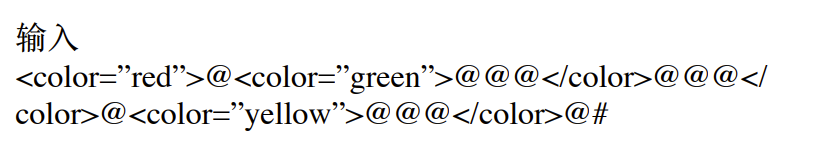 输入
<color=”red”>@<color=”green”>@@@</color>@@@</
color>@<color=”yellow”>@@@</color>@#